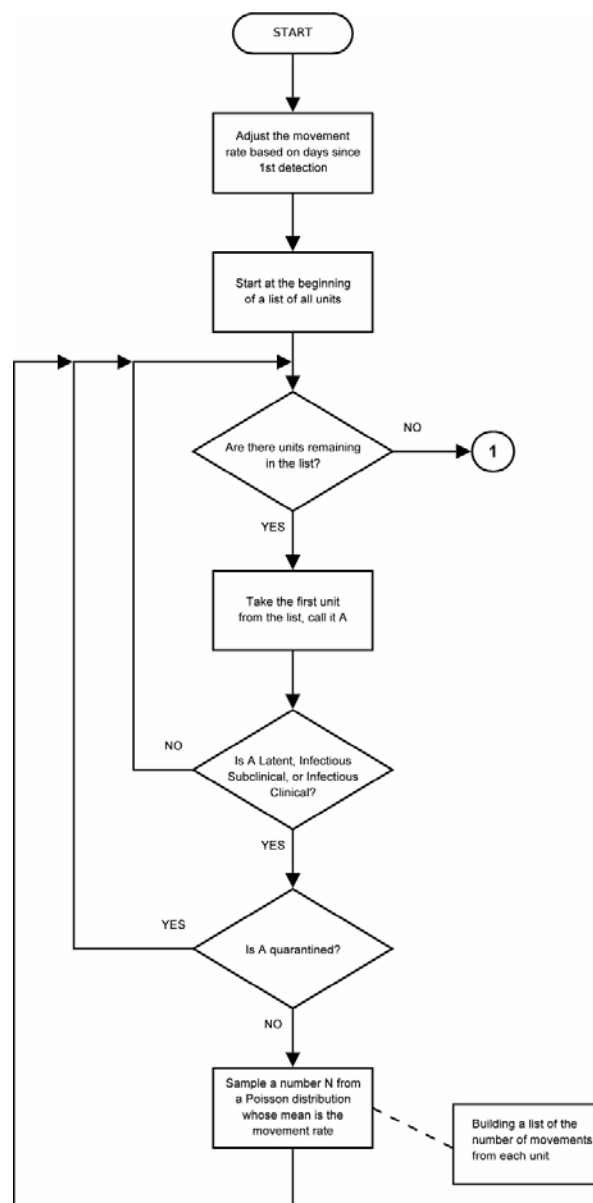 START
Adjust the movement
rate based on days since
1st detection
Start at the beginning
of a list of all units
Are there units remaining
in the list?
NO
1
YES
Take the first unit
from the list, call it A
NO
Is A Latent, Infectious
Subclinical, or Infectious
Clinical?
YES
YES
Is A quarantined?
NO
Sample a number N from
a Poisson distribution
whose mean is the
movement rate
Building a list of the
number of movements
from each unit